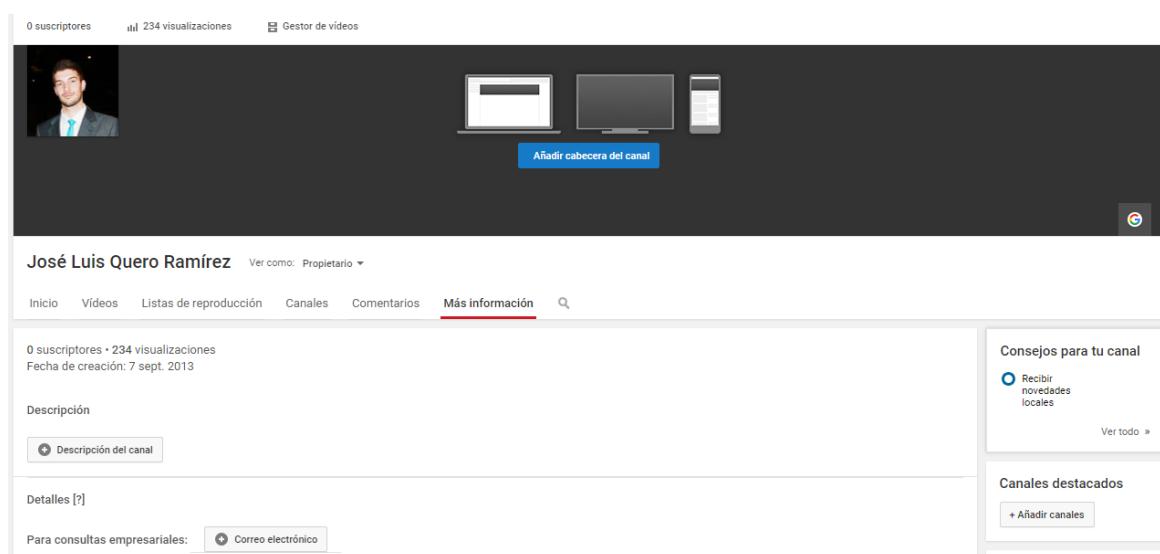 0 suscriptores 234 visualizaciones Gestor de vídeos
Añadir cabecera del canal
José Luis Quero Ramírez Ver como: Propietario
Inicio Vídeos Listas de reproducción Canales Comentarios Más información
0 suscriptores • 234 visualizaciones
Fecha de creación: 7 sept. 2013
Descripción
Descripción del canal
Detalles [?]
Para consultas empresariales: Correo electrónico
Consejos para tu canal
Recibir
novedades
locales
Ver todo »
Canales destacados
+ Añadir canales